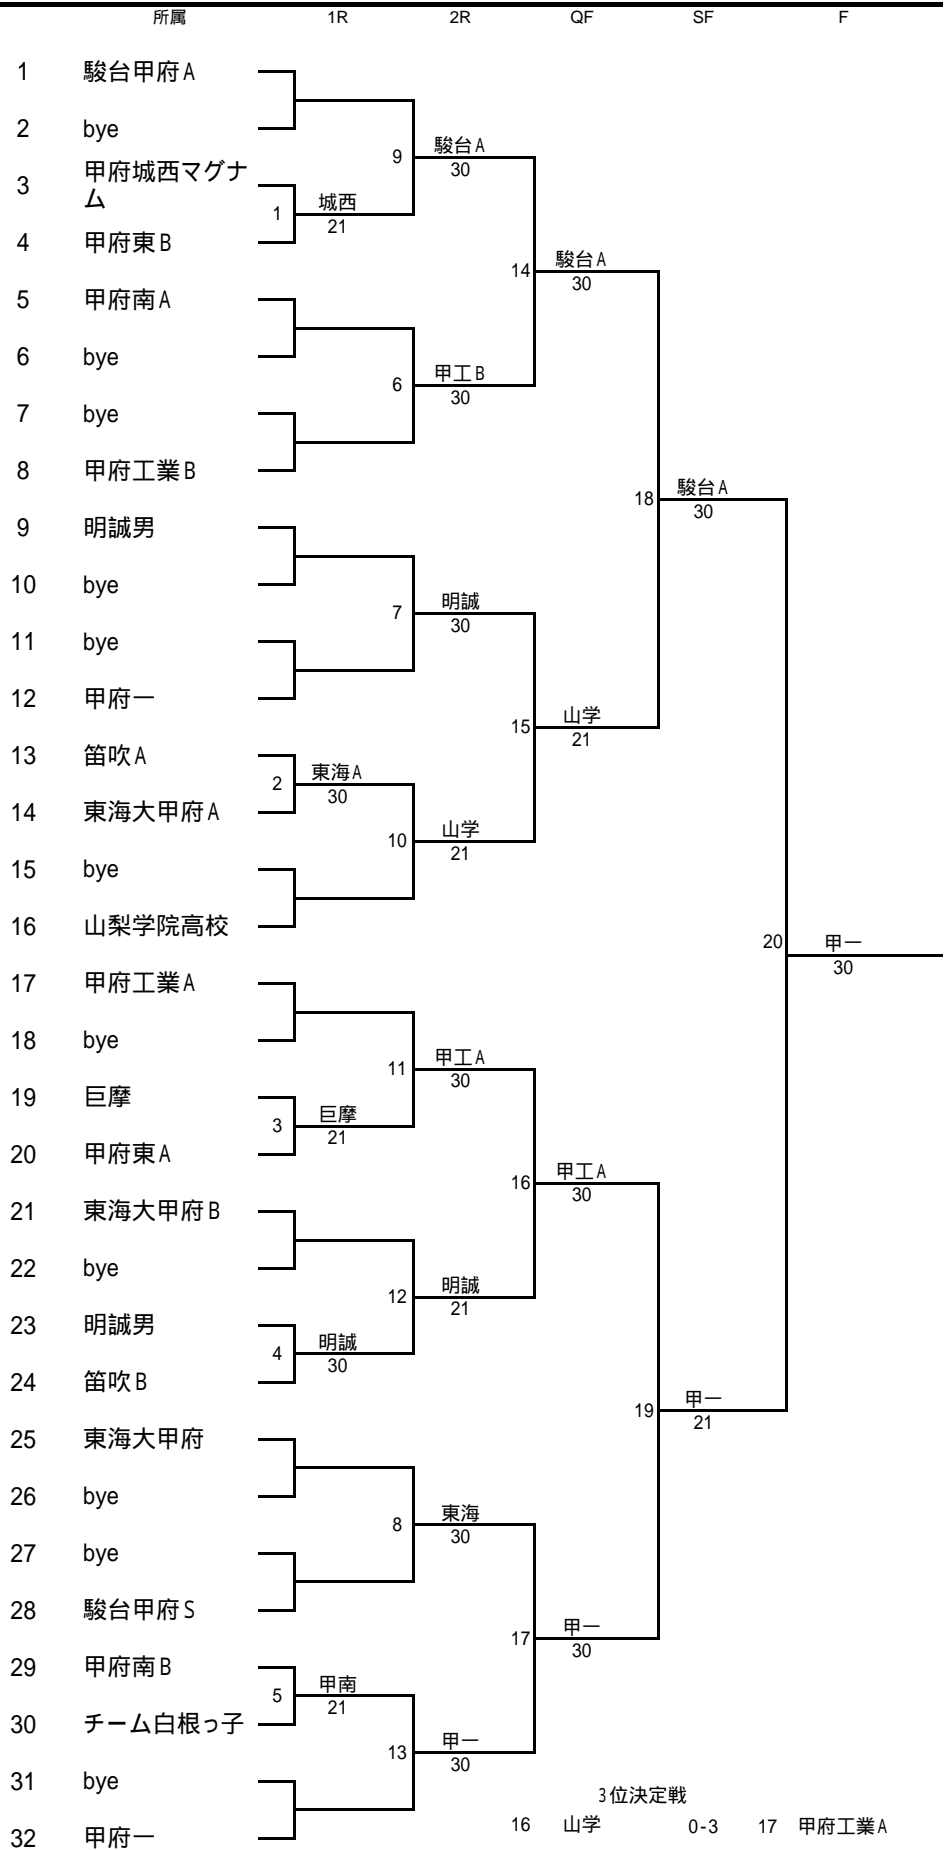 所属 1R 2R QF SF F
1 駿台甲府A
2 bye
9 駿台A
30
3 甲府城西マグナ
ム
1 城西
21
4 甲府東B
14 駿台A
30
5 甲府南A
6 bye
6 甲工B
30
7 bye
8 甲府工業B
18 駿台A
30
9 明誠男
10 bye
7 明誠
30
11 bye
12 甲府一
15 山学
21
13 笛吹A
2 東海A
30
14 東海大甲府A
10 山学
21
15 bye
16 山梨学院高校
20 甲一
30
17 甲府工業A
18 bye
11 甲工A
30
19 巨摩
3 巨摩
21
20 甲府東A
16 甲工A
30
21 東海大甲府B
22 bye
12 明誠
21
23 明誠男
4 明誠
30
24 笛吹B
19 甲一
21
25 東海大甲府
26 bye
8 東海
30
27 bye
28 駿台甲府S
17 甲一
30
29 甲府南B
5 甲南
21
30 チーム白根っ子
13 甲一
30
31 bye
32 甲府一
3位決定戦
16 山学 0-3 17 甲府工業A